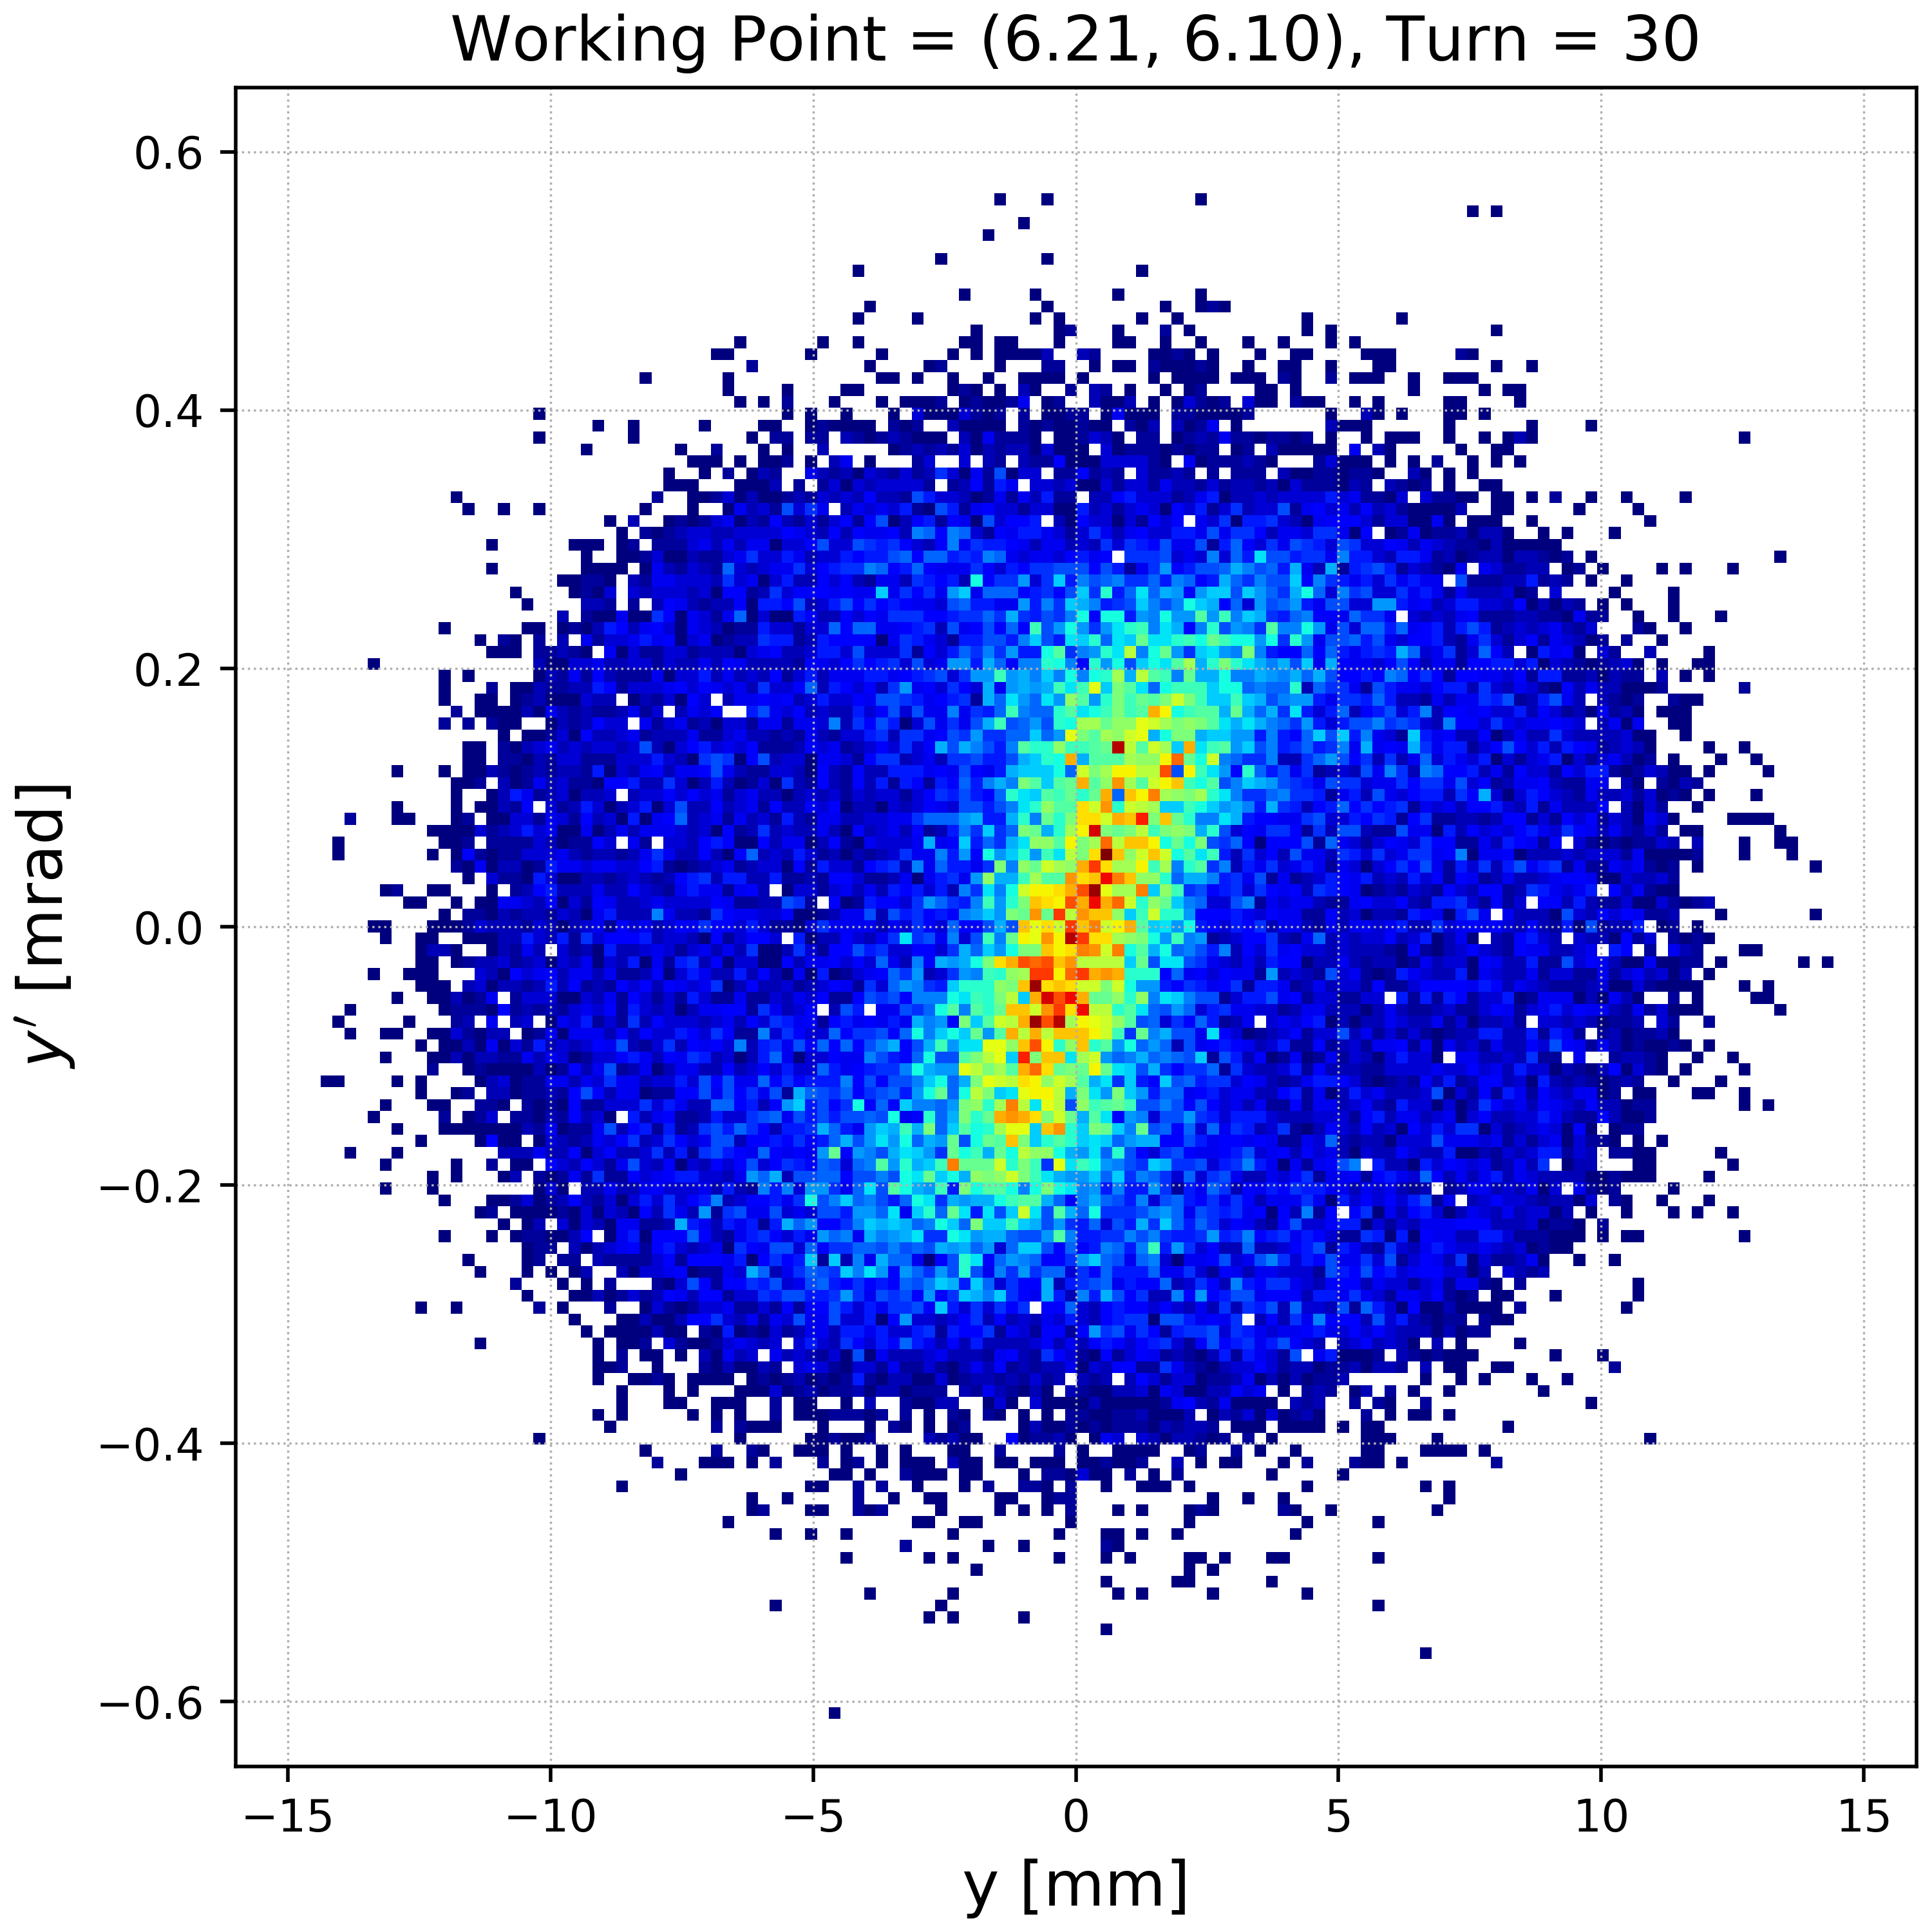 Working Point = (6.21, 6.10), Turn = 30
0.6
0.4
0.2
0.0
−0.2
−0.4
−0.6
y′ [mrad]
−15 −10 −5 0 5 10 15
y [mm]